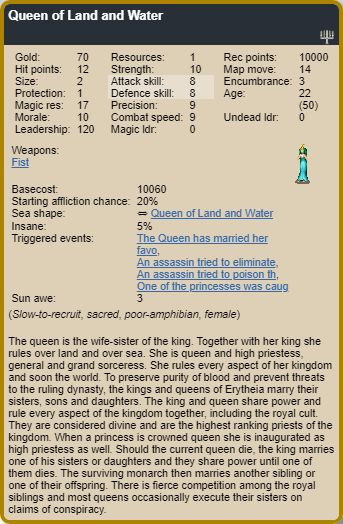 Queen of Land and Water
Gold: 70 Resources: 1 Rec points: 10000
Hit points: 12 Strength: 10 Map move: 14
Size: 2 Attack skill: 8 Encumbrance: 3
Protection: 1 Defence skill: 8 Age: 22
Magic res: 17 Precision: 9 (50)
Morale: 10 Combat speed: 9 Undead ldr: 0
Leadership: 120 Magic ldr: 0
Weapons:
Fist
Basecost: 10060
Starting affliction chance: 20%
Sea shape: ⇔ Queen of Land and Water
Insane: 5%
Triggered events: The Queen has married her
favo,
An assassin tried to eliminate,
An assassin tried to poison th,
One of the princesses was caug
Sun awe: 3
(Slow-to-recruit, sacred, poor-amphibian, female)
The queen is the wife-sister of the king. Together with her king she
rules over land and over sea. She is queen and high priestess,
general and grand sorceress. She rules every aspect of her kingdom
and soon the world. To preserve purity of blood and prevent threats
to the ruling dynasty, the kings and queens of Erytheia marry their
sisters, sons and daughters. The king and queen share power and
rule every aspect of the kingdom together, including the royal cult.
They are considered divine and are the highest ranking priests of the
kingdom. When a princess is crowned queen she is inaugurated as
high priestess as well. Should the current queen die, the king marries
one of his sisters or daughters and they share power until one of
them dies. The surviving monarch then marries another sibling or
one of their offspring. There is fierce competition among the royal
siblings and most queens occasionally execute their sisters on
claims of conspiracy.